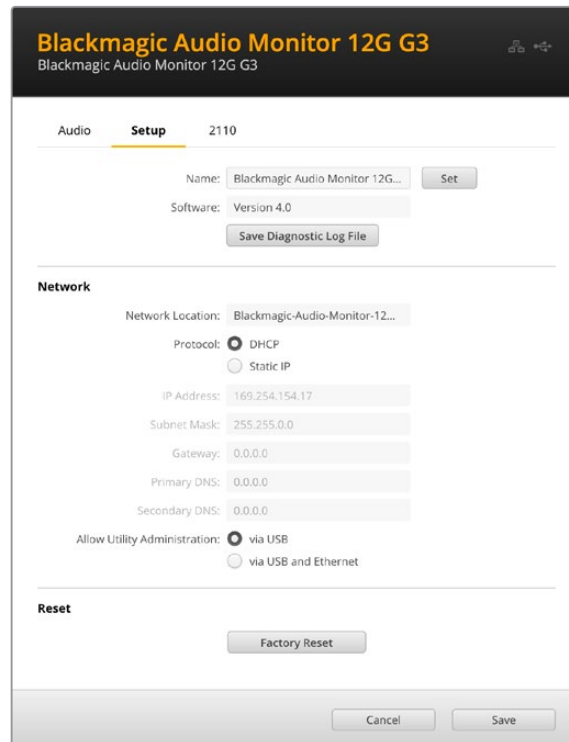 Blackmagic Audio Monitor 12G G3
Blackmagic Audio Monitor 12G G3
Audio Setup 2110
Name: Blackmagic Audio Monitor 12G... Set
Software: Version 4.0
Save Diagnostic Log File
Network
Network Location: Blackmagic-Audio-Monitor-12...
Protocol: DHCP
Static IP
IP Address: 169.254.154.17
Subnet Mask: 255.255.0.0
Gateway: 0.0.0.0
Primary DNS: 0.0.0.0
Secondary DNS: 0.0.0.0
Allow Utility Administration: via USB
via USB and Ethernet
Reset
Factory Reset
Cancel Save